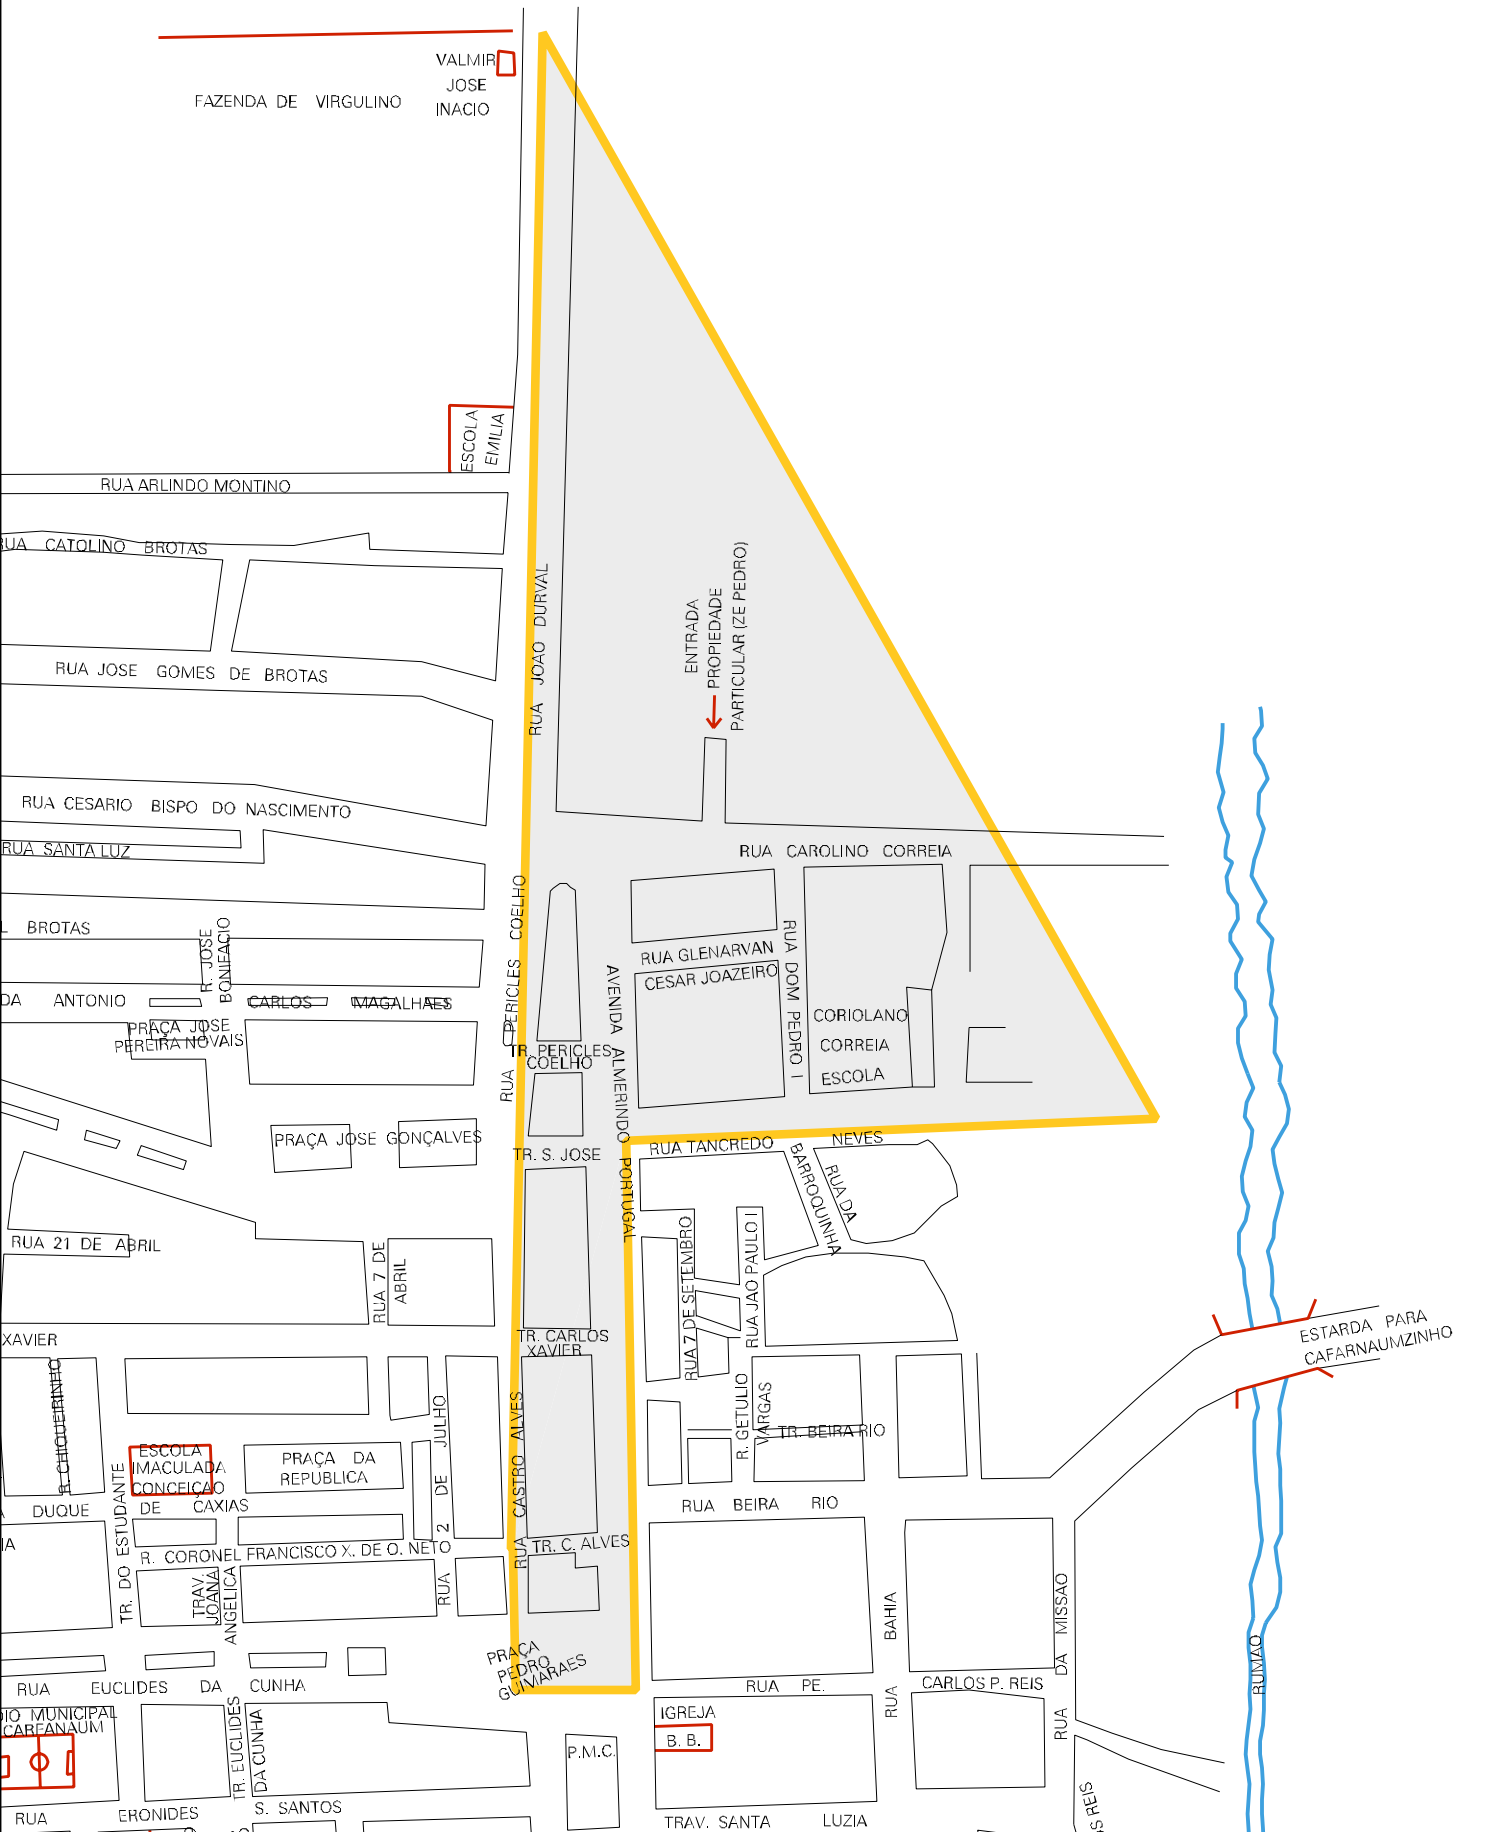 VALMIR
JOSE
INACIO
FAZENDA DE VIRGULINO
ESCOLA
EMILIA
RUA ARLINDO MONTINO
RUA CATOLINO BROTAS
RUA JOAO DURVAL
ENTRADA
PROPIEDADE
PARTICULAR (ZE PEDRO)
RUA JOSE GOMES DE BROTAS
RUA CESARIO BISPO DO NASCIMENTO
RUA SANTA LUZ
RUA CAROLINO CORREIA
L BROTAS
R. JOSE
BONIFACIO
RUA PERICLES COELHO
RUA GLENARVAN
CESAR JOAZEIRO
RUA DOM PEDRO I
AVENIDA ALMERINDO PORTUGAL
DA ANTONIO CARLOS MAGALHAES
PRAÇA JOSE
PEREIRA NOVAIS
CORIOLANO
CORREIA
ESCOLA
TR. PERICLES
COELHO
PRAÇA JOSE GONÇALVES
TR. S. JOSE
RUA TANCREDO NEVES
BARROQUINHA
RUA DA
RUA 21 DE ABRIL
RUA 7 DE
ABRIL
RUA 7 DE SETEMBRO
RUA JAO PAULO I
XAVIER
TR. CARLOS
XAVIER
ESTARDA PARA
CAFARNAUMZINHO
R. CHIQUEIRINHO
RUA CASTRO ALVES
R. GETULIO
VARGAS
TR. BEIRA RIO
ESCOLA
IMACULADA
CONCEIÇAO
PRAÇA DA
REPUBLICA
RUA 2 DE JULHO
DUQUE DE CAXIAS
TR. DO ESTUDANTE
RUA BEIRA RIO
IA
R. CORONEL FRANCISCO X. DE O. NETO
TR. C. ALVES
TRAV.
JOANA
ANGELICA
RUA BAHIA
RUA DA MISSAO
RUMAO
PRAÇA
PEDRO
GUIMARAES
RUA EUCLIDES DA CUNHA
RUA PE. CARLOS P. REIS
IO MUNICIPAL
CARFANAUM
TR. EUCLIDES
DA CUNHA
IGREJA
B. B.
P.M.C.
RUA ERONIDES S. SANTOS
TRAV. SANTA LUZIA
S REIS